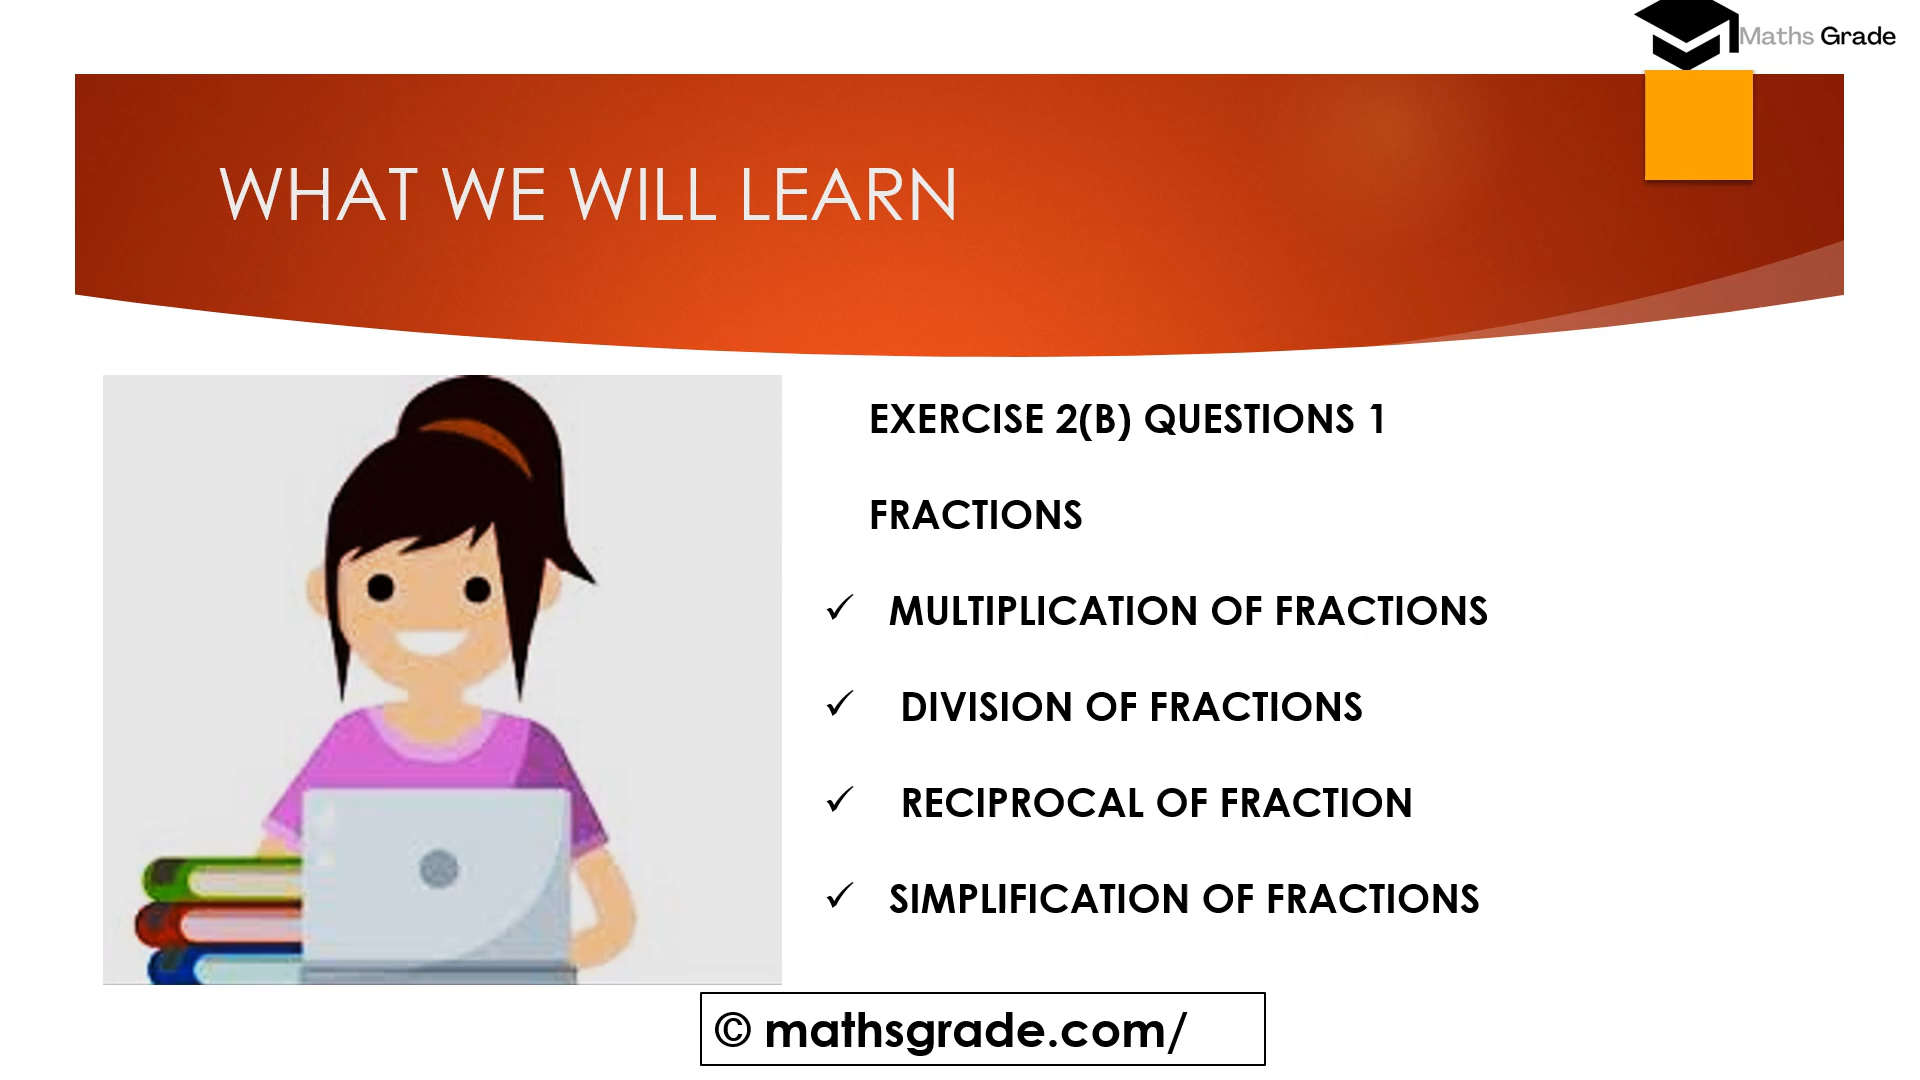 Maths Grade
WHAT WE WILL LEARN
EXERCISE 2(B) QUESTIONS 1
FRACTIONS
✓ MULTIPLICATION OF FRACTIONS
✓ DIVISION OF FRACTIONS
✓ RECIPROCAL OF FRACTION
✓ SIMPLIFICATION OF FRACTIONS
© mathsgrade.com/